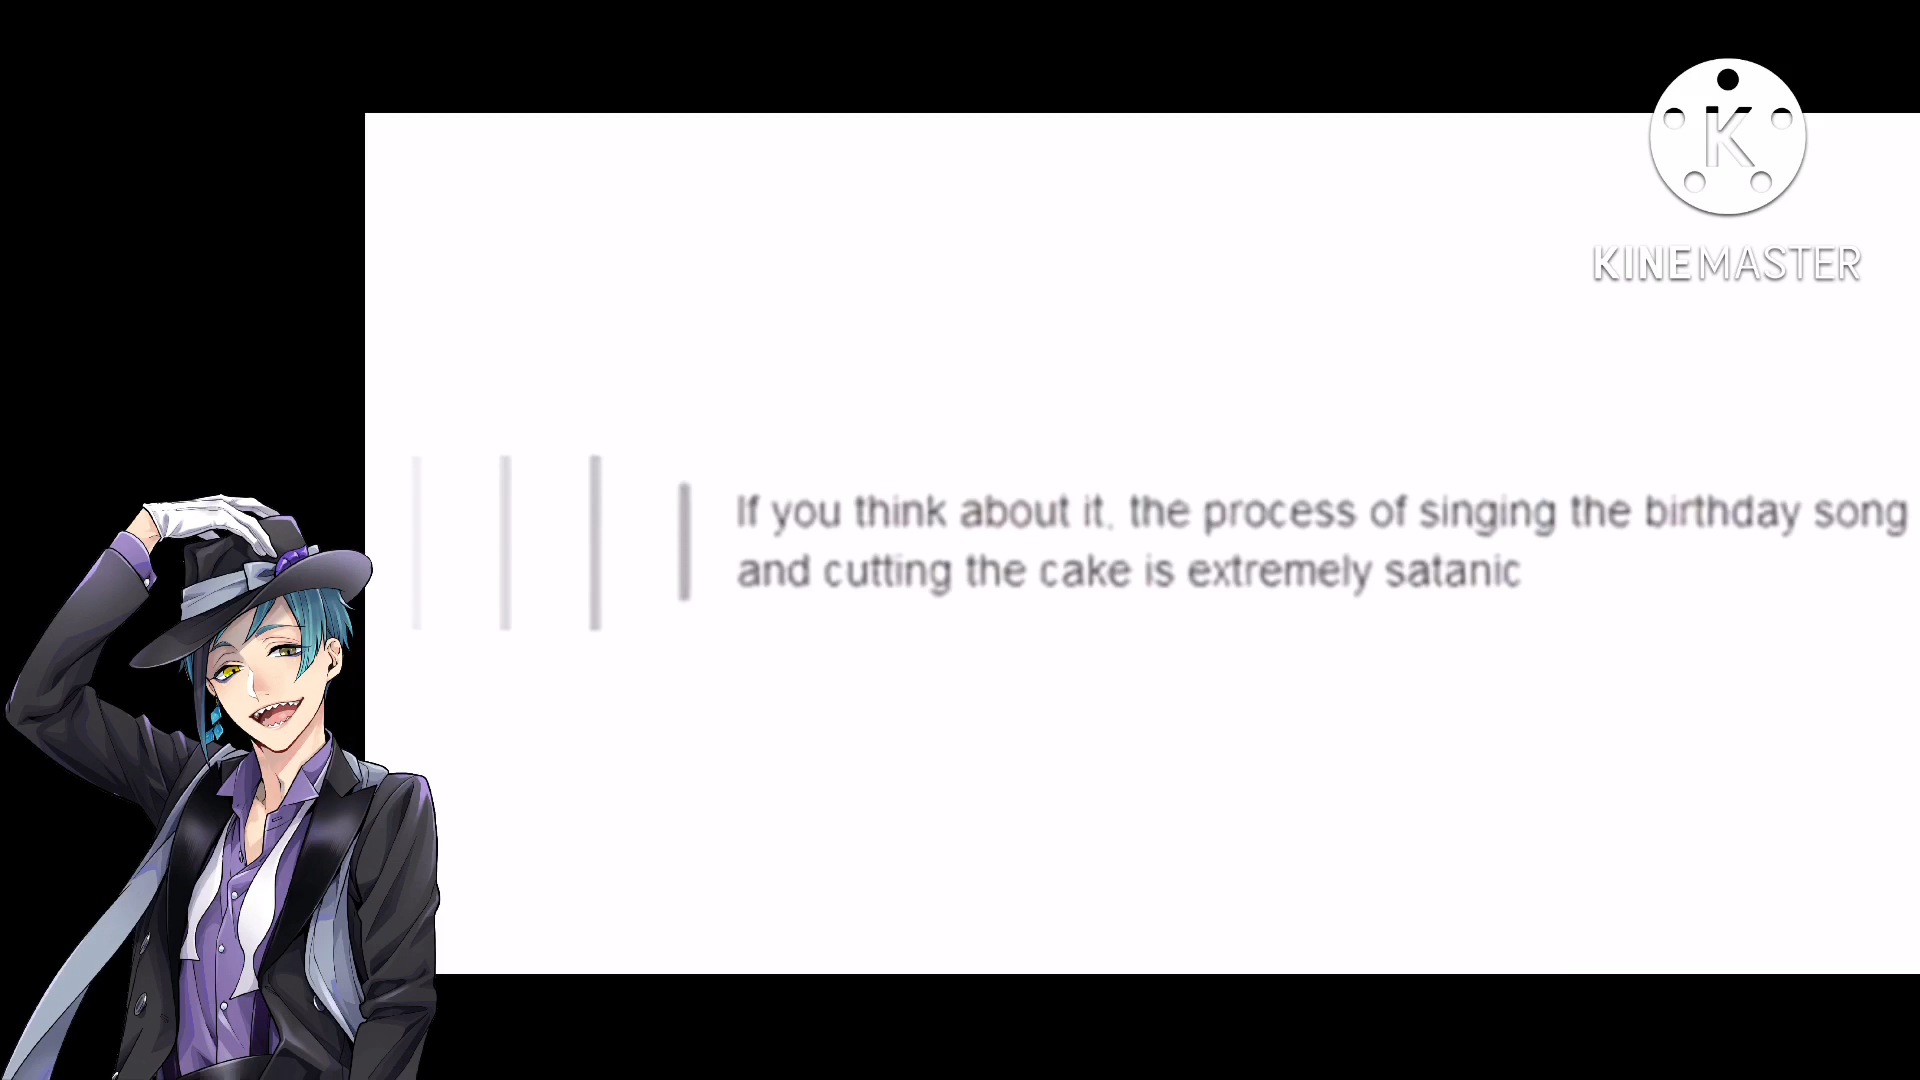 K
KINEMASTER
If you think about it, the process of singing the birthday song
and cutting the cake is extremely satanic